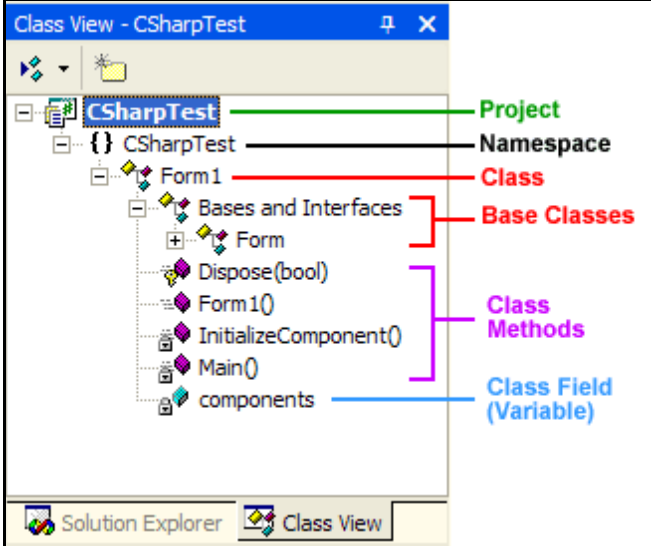 Class View - CSharpTest
CSharpTest
Project
{} CSharpTest
Namespace
Form1
Class
Bases and Interfaces
Base Classes
Form
Dispose(bool)
Form1()
Class
Methods
InitializeComponent()
Main()
components
Class Field
(Variable)
Solution Explorer
Class View